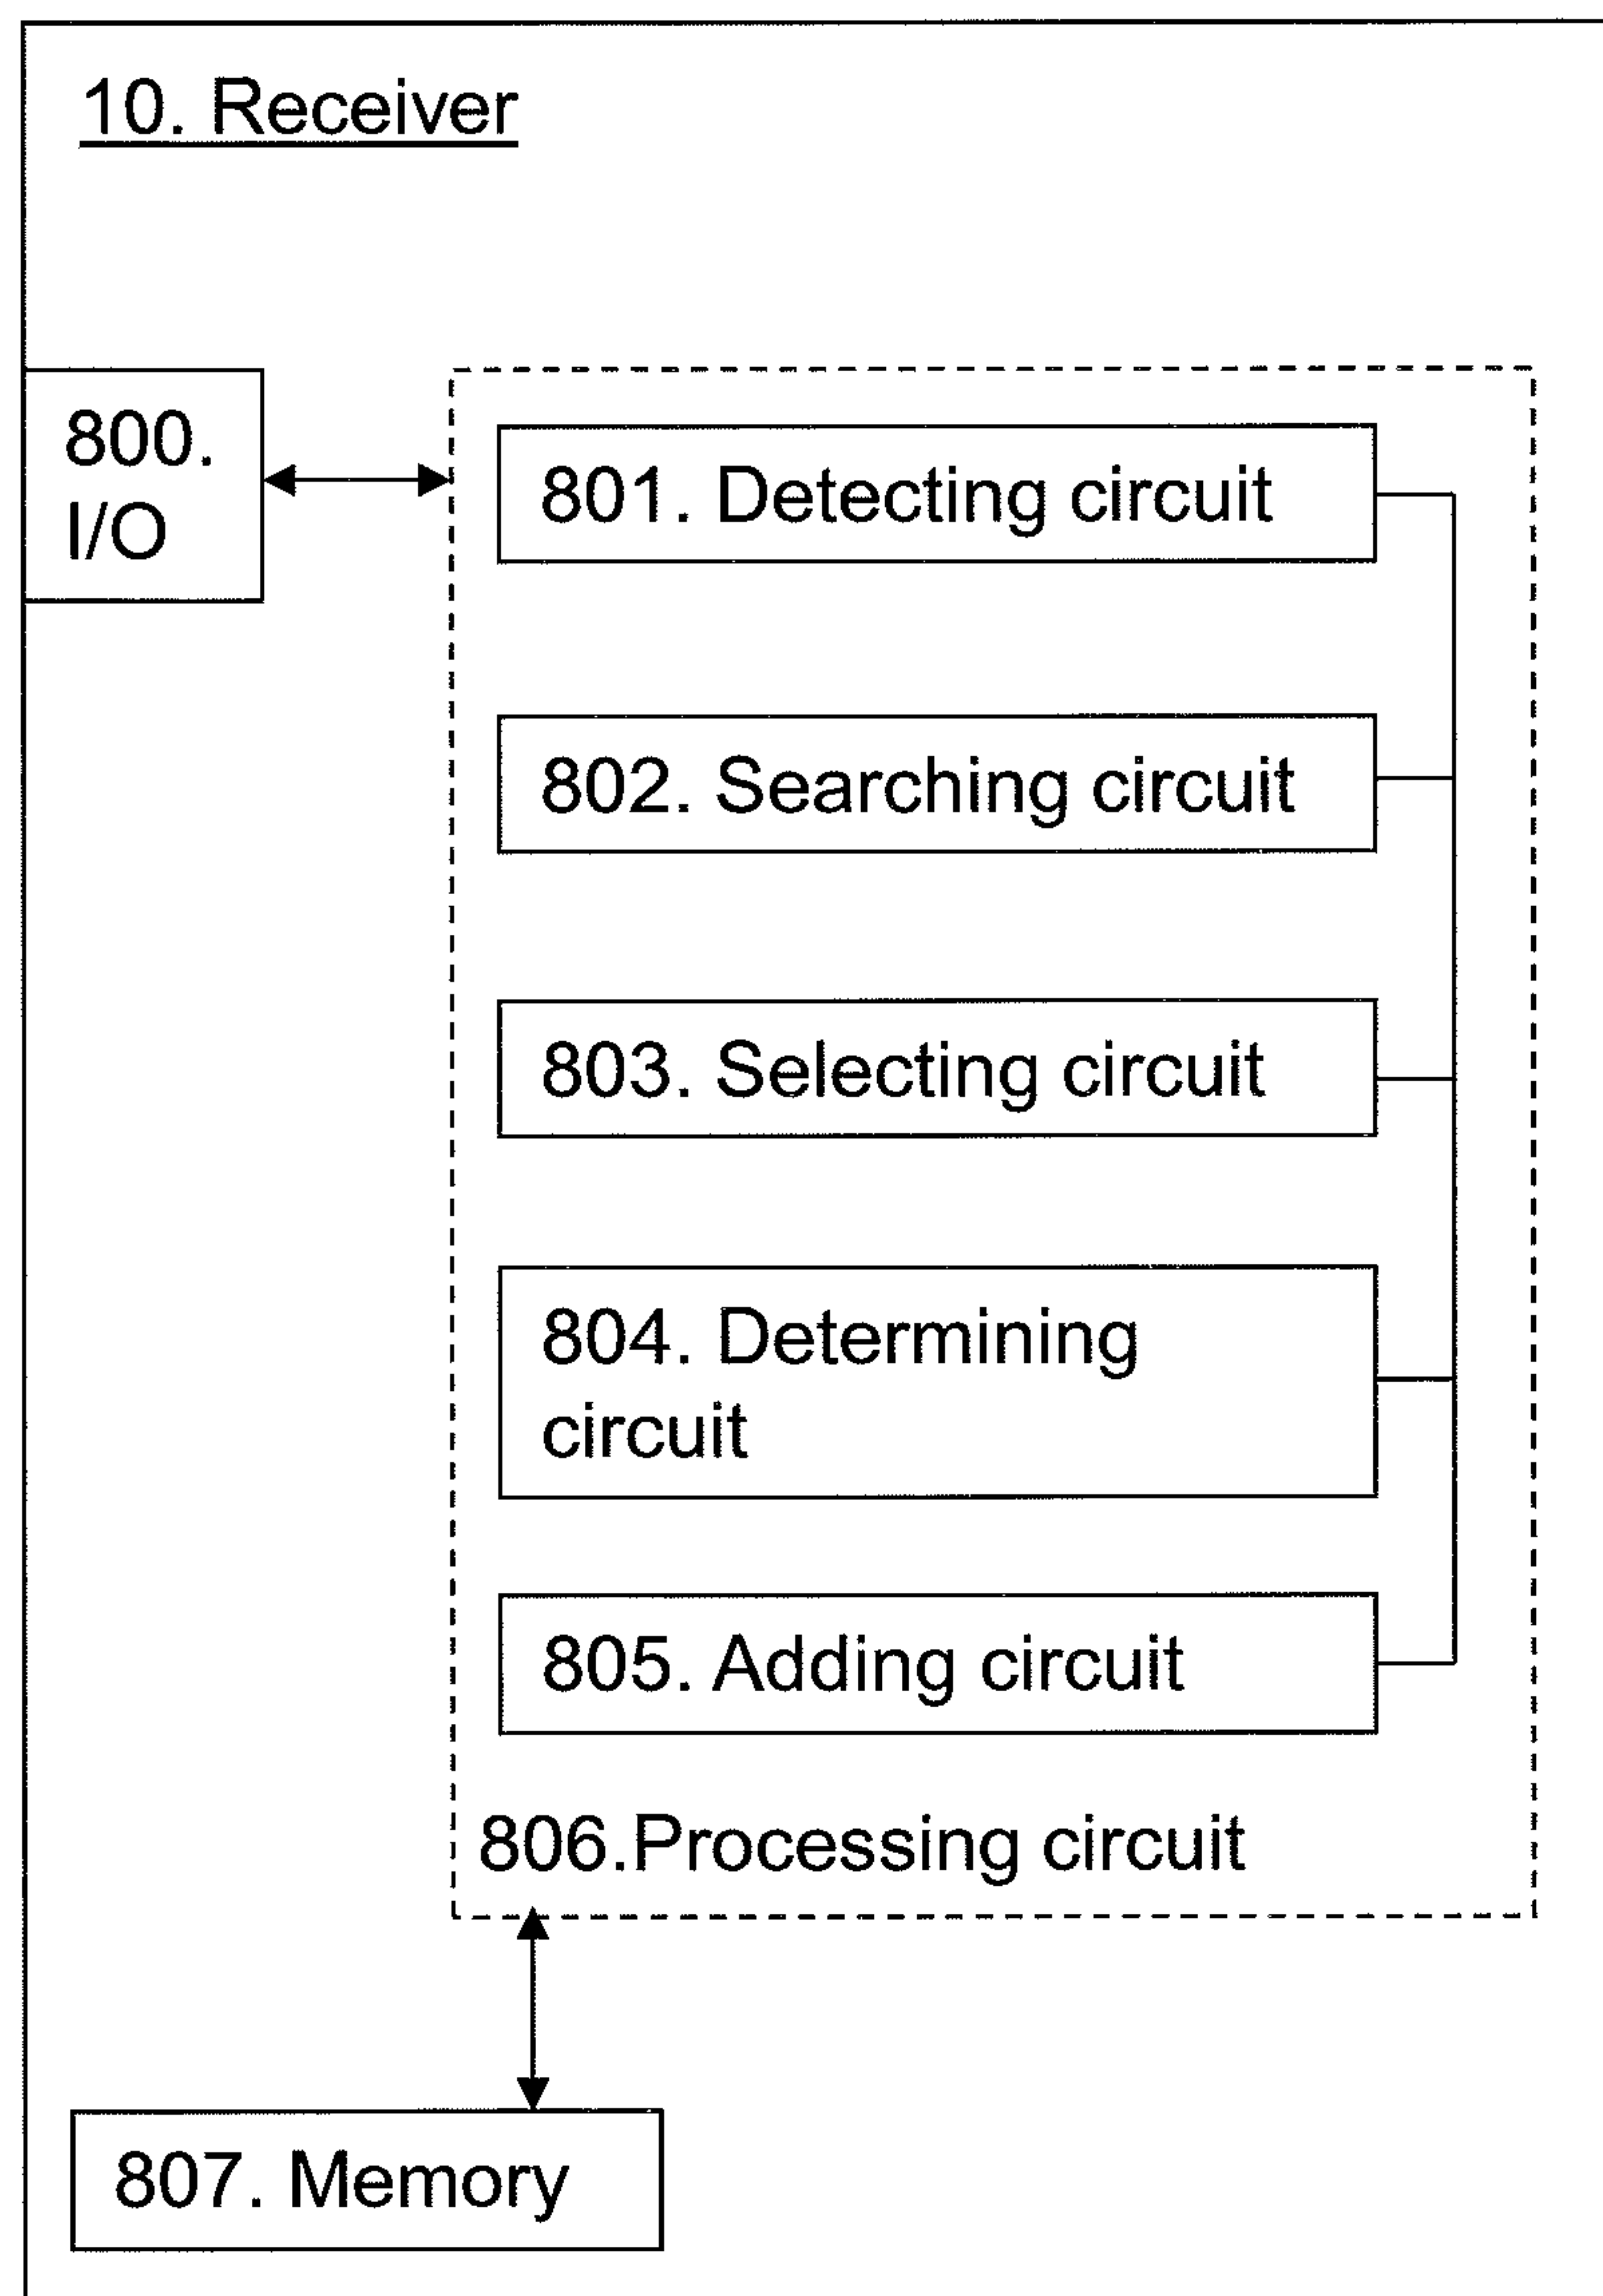 10. Receiver
800.
I/O
801. Detecting circuit
802. Searching circuit
803. Selecting circuit
804. Determining
circuit
805. Adding circuit
806.Processing circuit
807. Memory